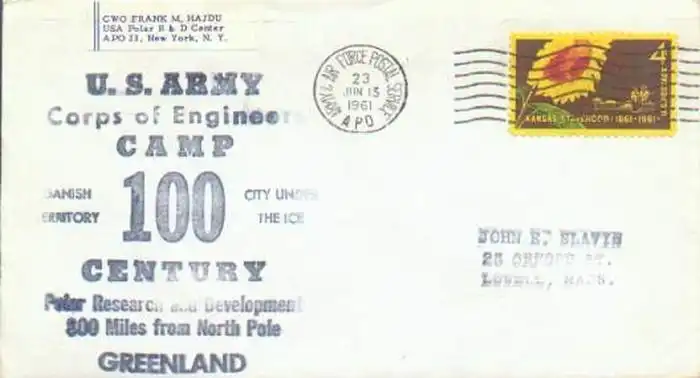 CWO FRANK M. HAJDU
USA Polar R & D Center
APO 23, New York, N. Y.
ARMY & AIR FORCE POSTAL SERVICE
23
JUN 13
1961
APO
4
KANSAS STATEHOOD 1861-1961
U.S. ARMY
Corps of Engineers
CAMP
DANISH 100 CITY UNDER
TERRITORY THE ICE
CENTURY
Polar Research and Development
800 Miles from North Pole
GREENLAND
JOHN E. SLAVIN
25 ST.
LOWELL, MASS.